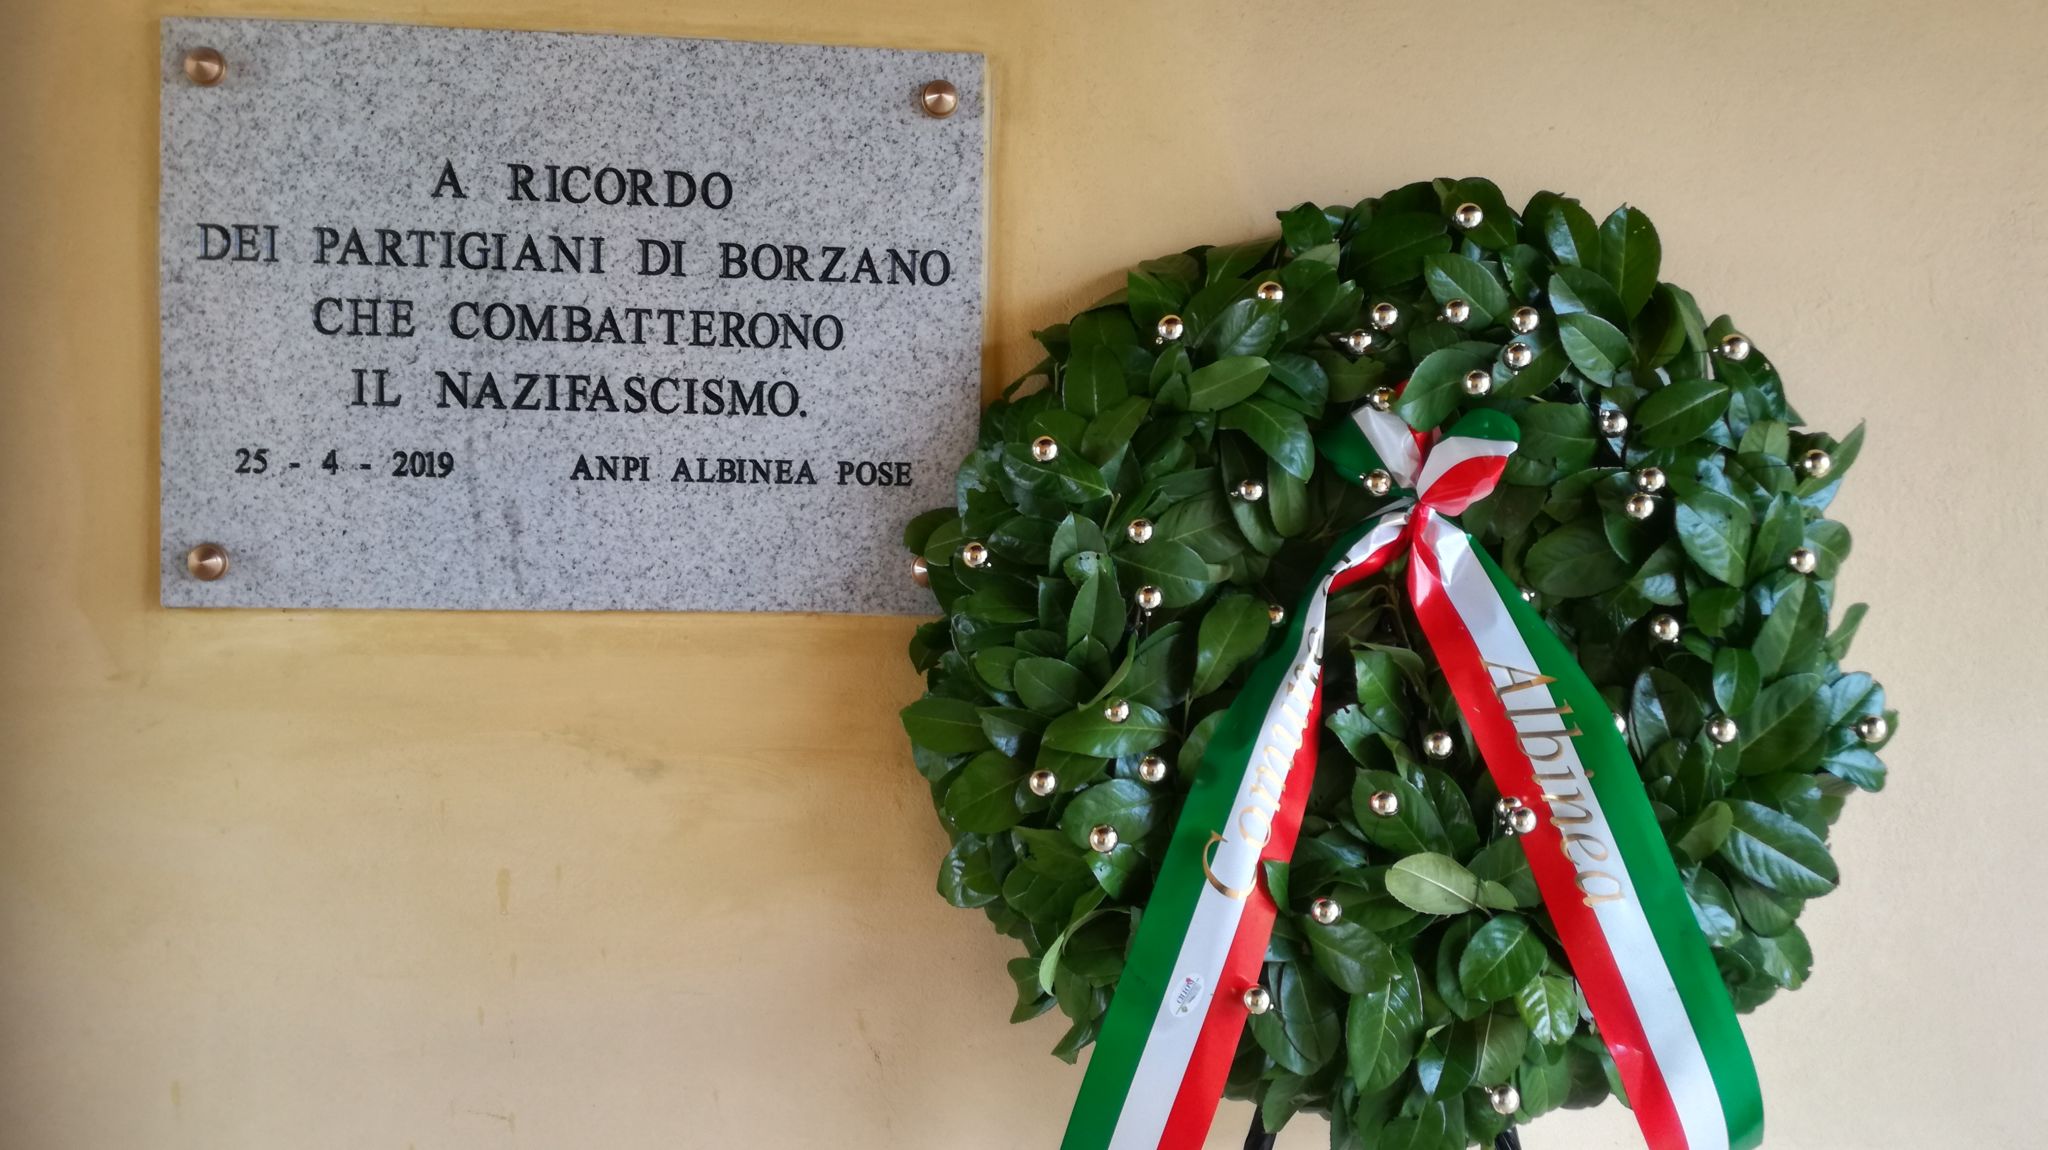 A RICORDO
DEI PARTIGIANI DI BORZANO
CHE COMBATTERONO
IL NAZIFASCISMO.
25 - 4 - 2019 ANPI ALBINEA POSE
Comune
Albinea